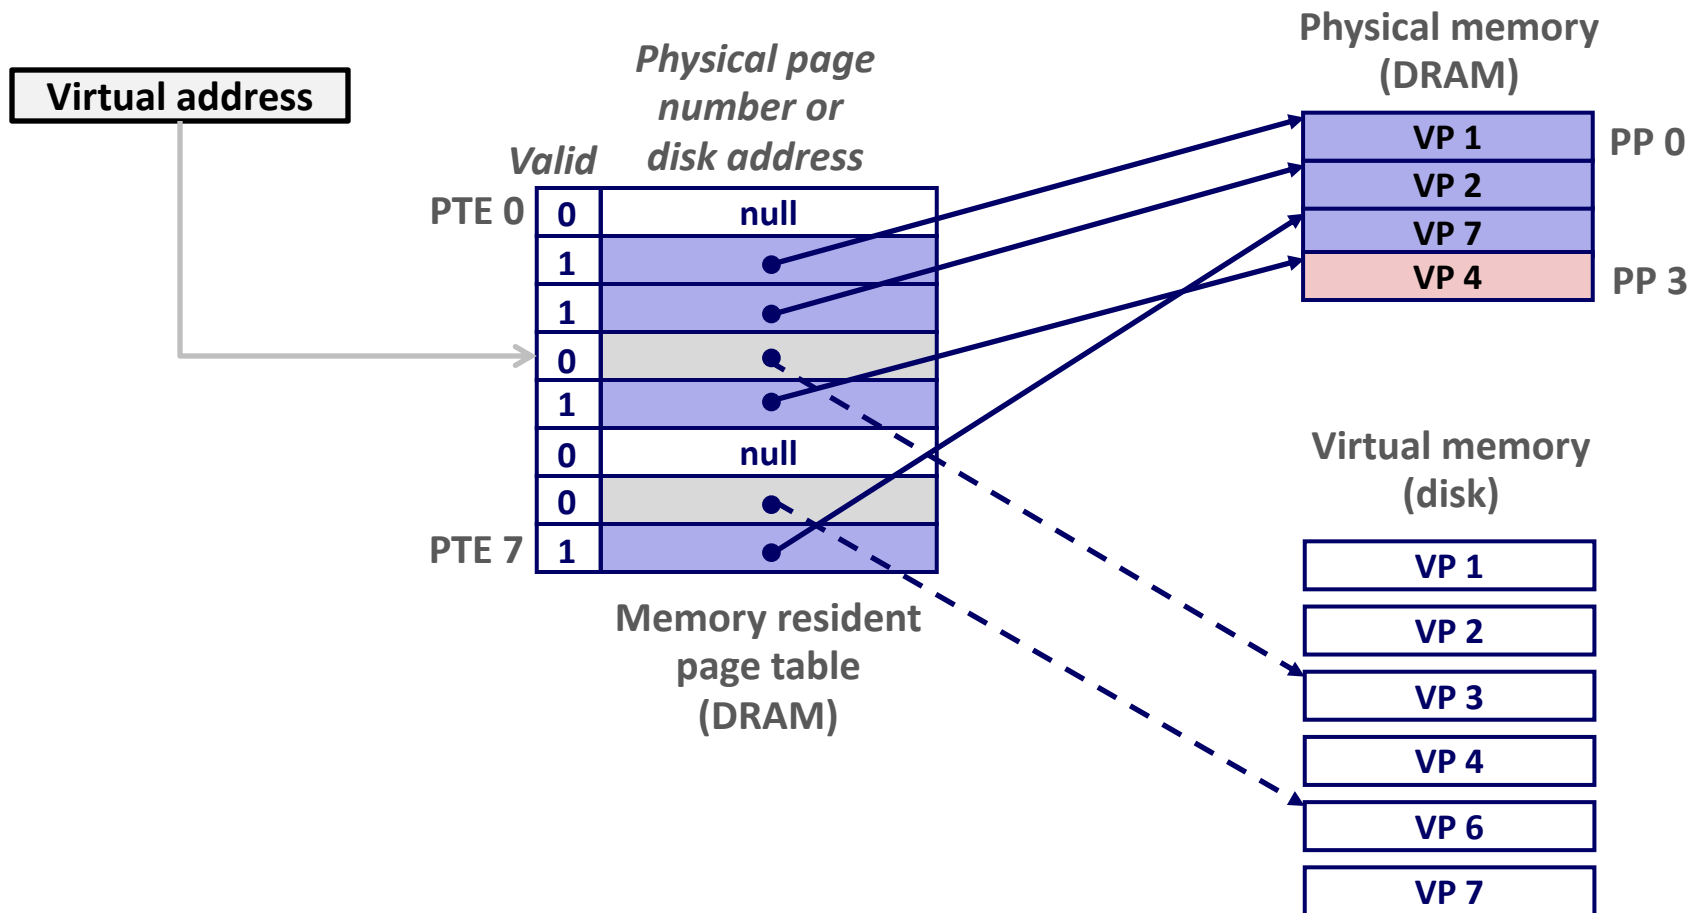 Virtual address
Physical page
number or
disk address
Valid
PTE 0
0
null
1
1
0
1
0
null
0
PTE 7
1
Memory resident
page table
(DRAM)
Physical memory
(DRAM)
VP 1
PP 0
VP 2
VP 7
VP 4
PP 3
Virtual memory
(disk)
VP 1
VP 2
VP 3
VP 4
VP 6
VP 7